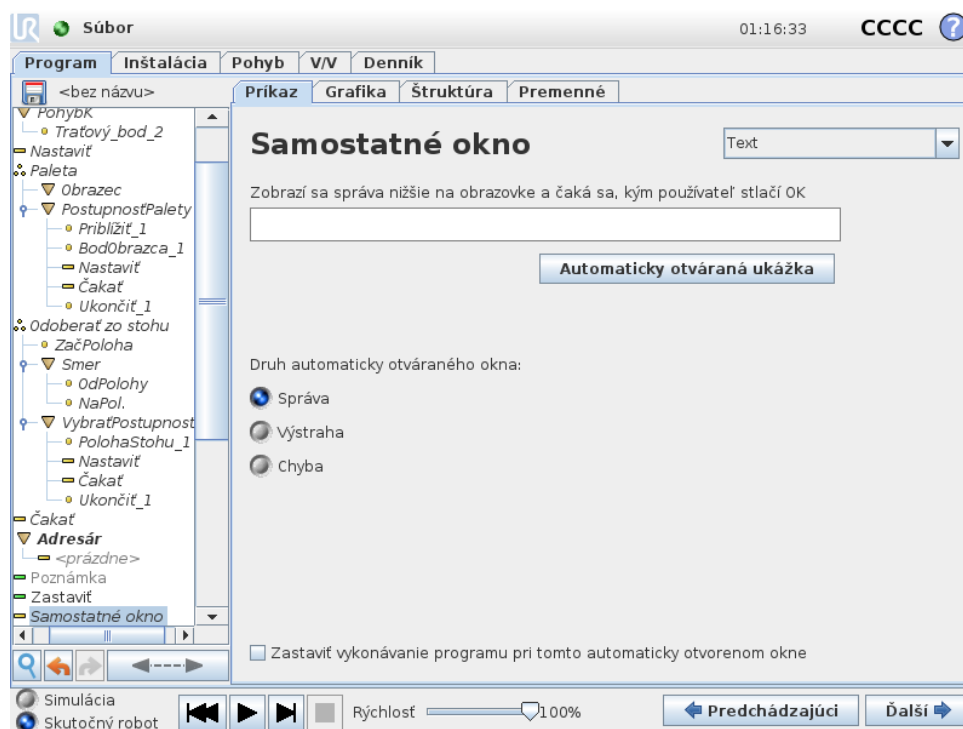 Súbor
01:16:33
CCCC
?
Program Inštalácia Pohyb V/V Denník
<bez názvu>
Príkaz Grafika Štruktúra Premenné
PohybK
Traťový_bod_2
Nastaviť
Paleta
Obrazec
PostupnosťPalety
Priblížiť_1
BodObrazca_1
Nastaviť
Čakať
Ukončiť_1
Odoberať zo stohu
ZačPoloha
Smer
OdPolohy
NaPol.
VybraťPostupnosť
PolohaStohu_1
Nastaviť
Čakať
Ukončiť_1
Čakať
Adresár
<prázdne>
Poznámka
Zastaviť
Samostatné okno
Samostatné okno
Text
Zobrazí sa správa nižšie na obrazovke a čaká sa, kým používateľ stlačí OK
Automaticky otváraná ukážka
Druh automaticky otváraného okna:
Správa
Výstraha
Chyba
Zastaviť vykonávanie programu pri tomto automaticky otvorenom okne
Simulácia
Skutočný robot
Rýchlosť 100%
Predchádzajúci
Ďalší